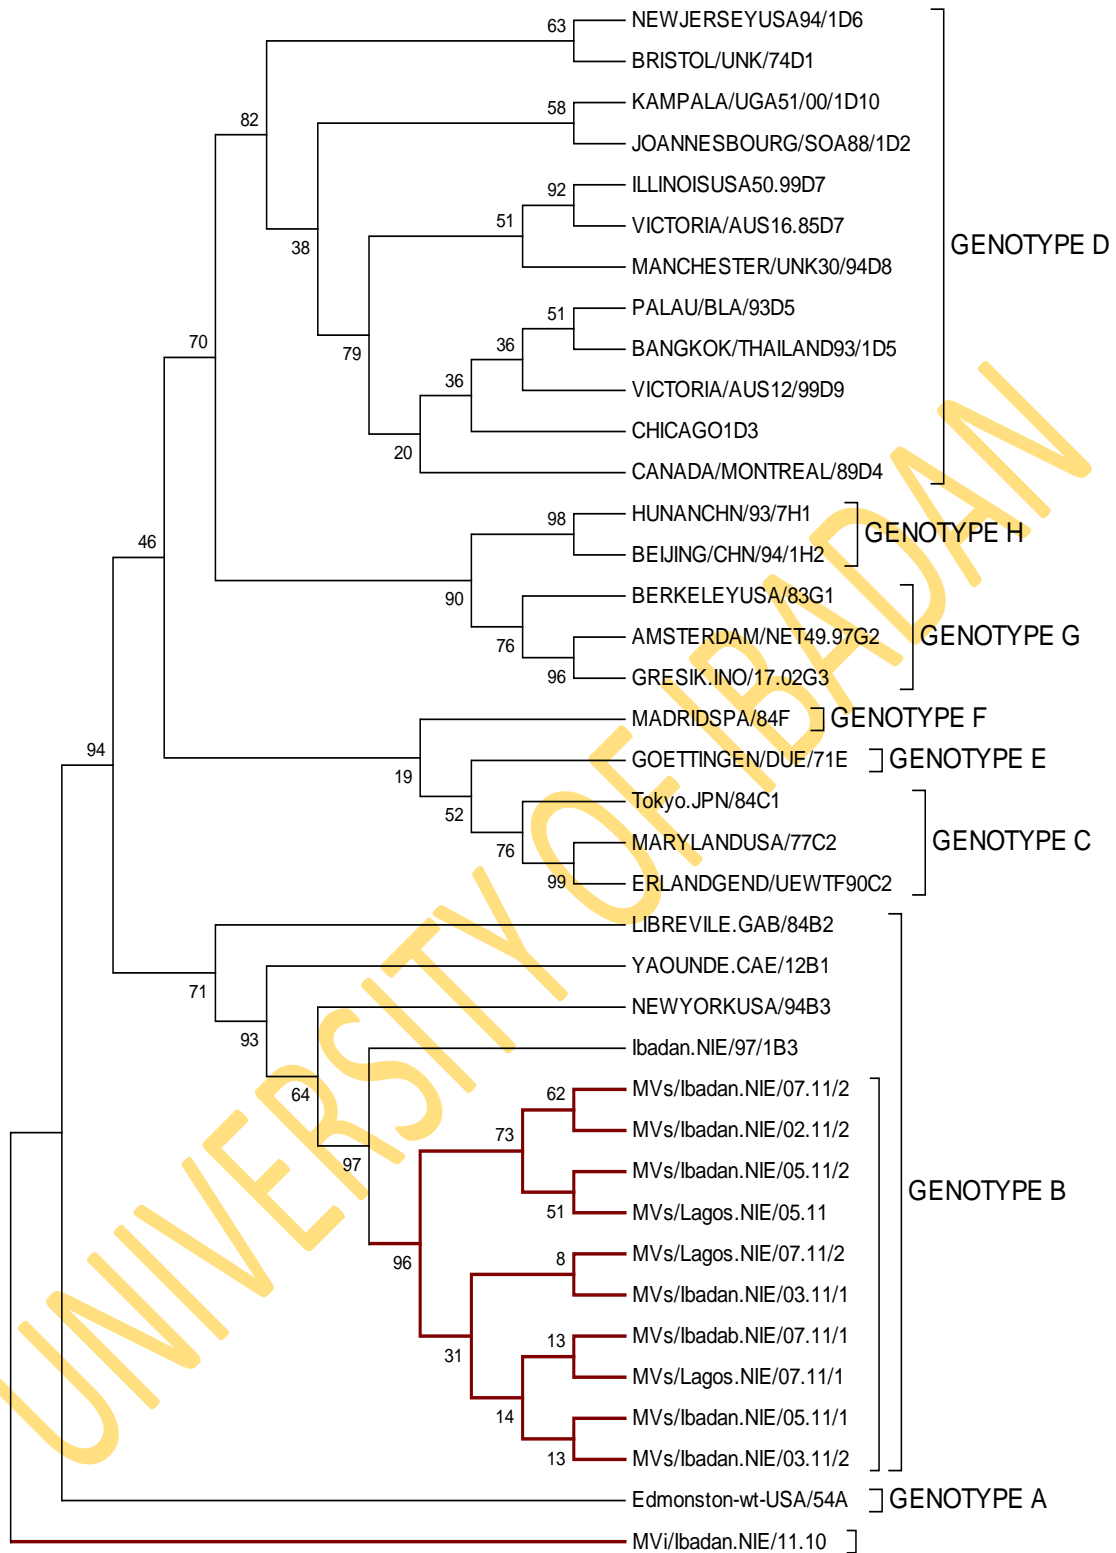 63
NEWJERSEYUSA94/1D6
BRISTOL/UNK/74D1
82
58
KAMPALA/UGA51/00/1D10
JOANNESBOURG/SOA88/1D2
38
92
ILLINOISUSA50.99D7
51
VICTORIA/AUS16.85D7
MANCHESTER/UNK30/94D8
GENOTYPE D
70
79
51
PALAU/BLA/93D5
36
BANGKOK/THAILAND93/1D5
36
VICTORIA/AUS12/99D9
CHICAGO1D3
20
CANADA/MONTREAL/89D4
46
98
HUNANCHN/93/7H1
GENOTYPE H
BEIJING/CHN/94/1H2
90
BERKELEYUSA/83G1
76
AMSTERDAM/NET49.97G2
GENOTYPE G
96
GRESIK.INO/17.02G3
94
MADRIDSPA/84F
GENOTYPE F
19
GOETTINGEN/DUE/71E
GENOTYPE E
52
Tokyo.JPN/84C1
76
MARYLANDUSA/77C2
GENOTYPE C
99
ERLANDGEND/UEWTF90C2
LIBREVILE.GAB/84B2
71
YAOUNDE.CAE/12B1
93
NEWYORKUSA/94B3
64
Ibadan.NIE/97/1B3
97
62
MVs/Ibadan.NIE/07.11/2
73
MVs/Ibadan.NIE/02.11/2
MVs/Ibadan.NIE/05.11/2
51
MVs/Lagos.NIE/05.11
GENOTYPE B
96
8
MVs/Lagos.NIE/07.11/2
MVs/Ibadan.NIE/03.11/1
31
13
MVs/Ibadab.NIE/07.11/1
MVs/Lagos.NIE/07.11/1
14
MVs/Ibadan.NIE/05.11/1
13
MVs/Ibadan.NIE/03.11/2
Edmonston-wt-USA/54A
GENOTYPE A
MVi/Ibadan.NIE/11.10
UNIVERSITY OF IBADAN